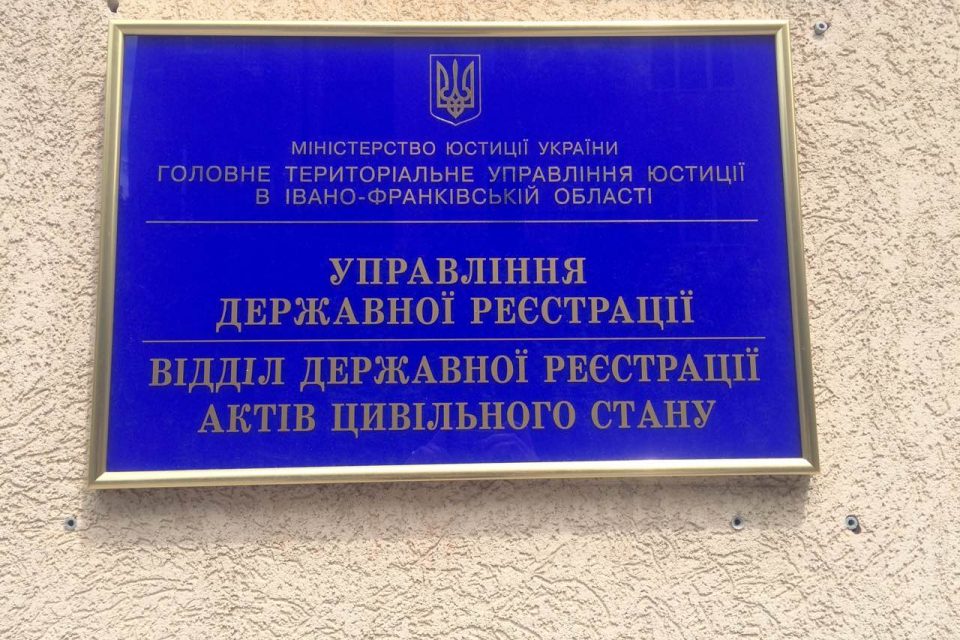 МІНІСТЕРСТВО ЮСТИЦІЇ УКРАЇНИ
ГОЛОВНЕ ТЕРИТОРІАЛЬНЕ УПРАВЛІННЯ ЮСТИЦІЇ
В ІВАНО-ФРАНКІВСЬКІЙ ОБЛАСТІ
УПРАВЛІННЯ
ДЕРЖАВНОЇ РЕЄСТРАЦІЇ
ВІДДІЛ ДЕРЖАВНОЇ РЕЄСТРАЦІЇ
АКТІВ ЦИВІЛЬНОГО СТАНУ